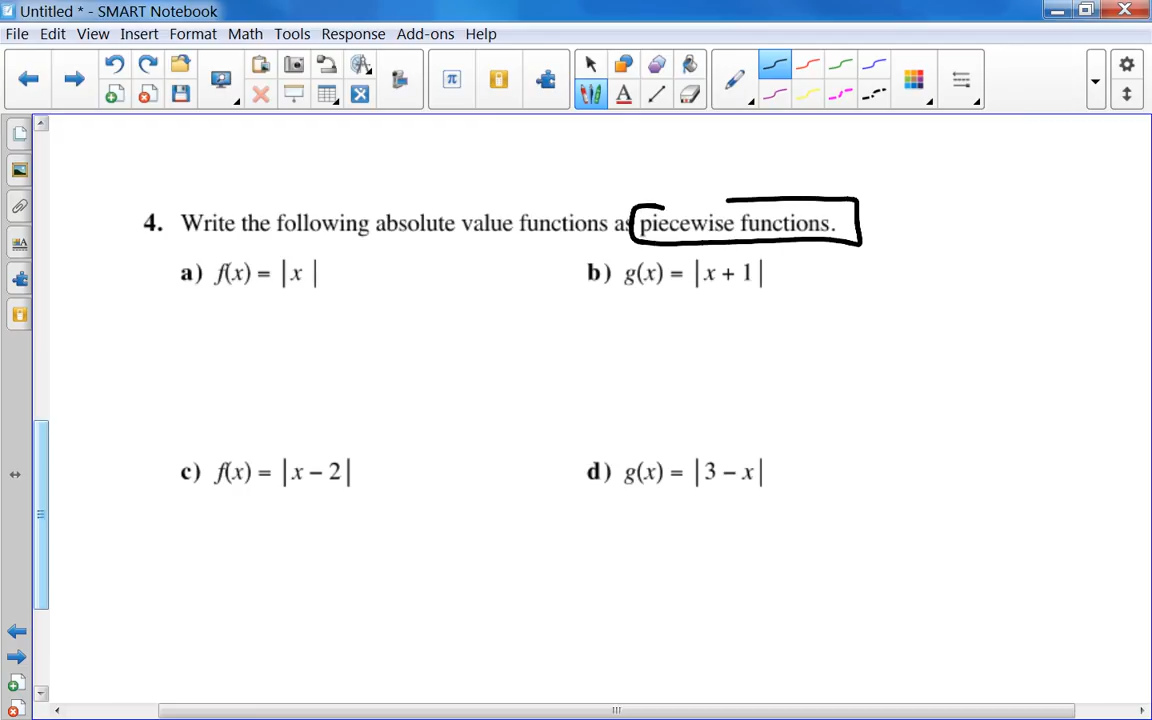 Untitled * - SMART Notebook
File Edit View Insert Format Math Tools Response Add-ons Help
4. Write the following absolute value functions as piecewise functions.
a) f(x) = | x | b) g(x) = | x + 1 |
c) f(x) = | x − 2 | d) g(x) = | 3 − x |